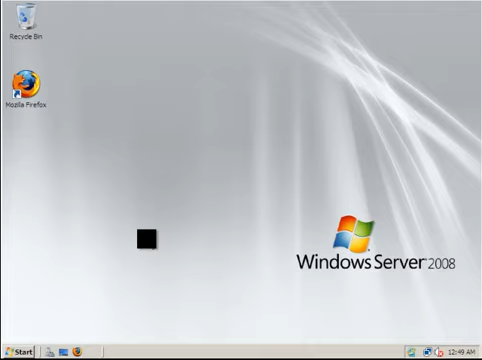 Recycle Bin
Mozilla Firefox
Windows Server 2008
Start
12:49 AM